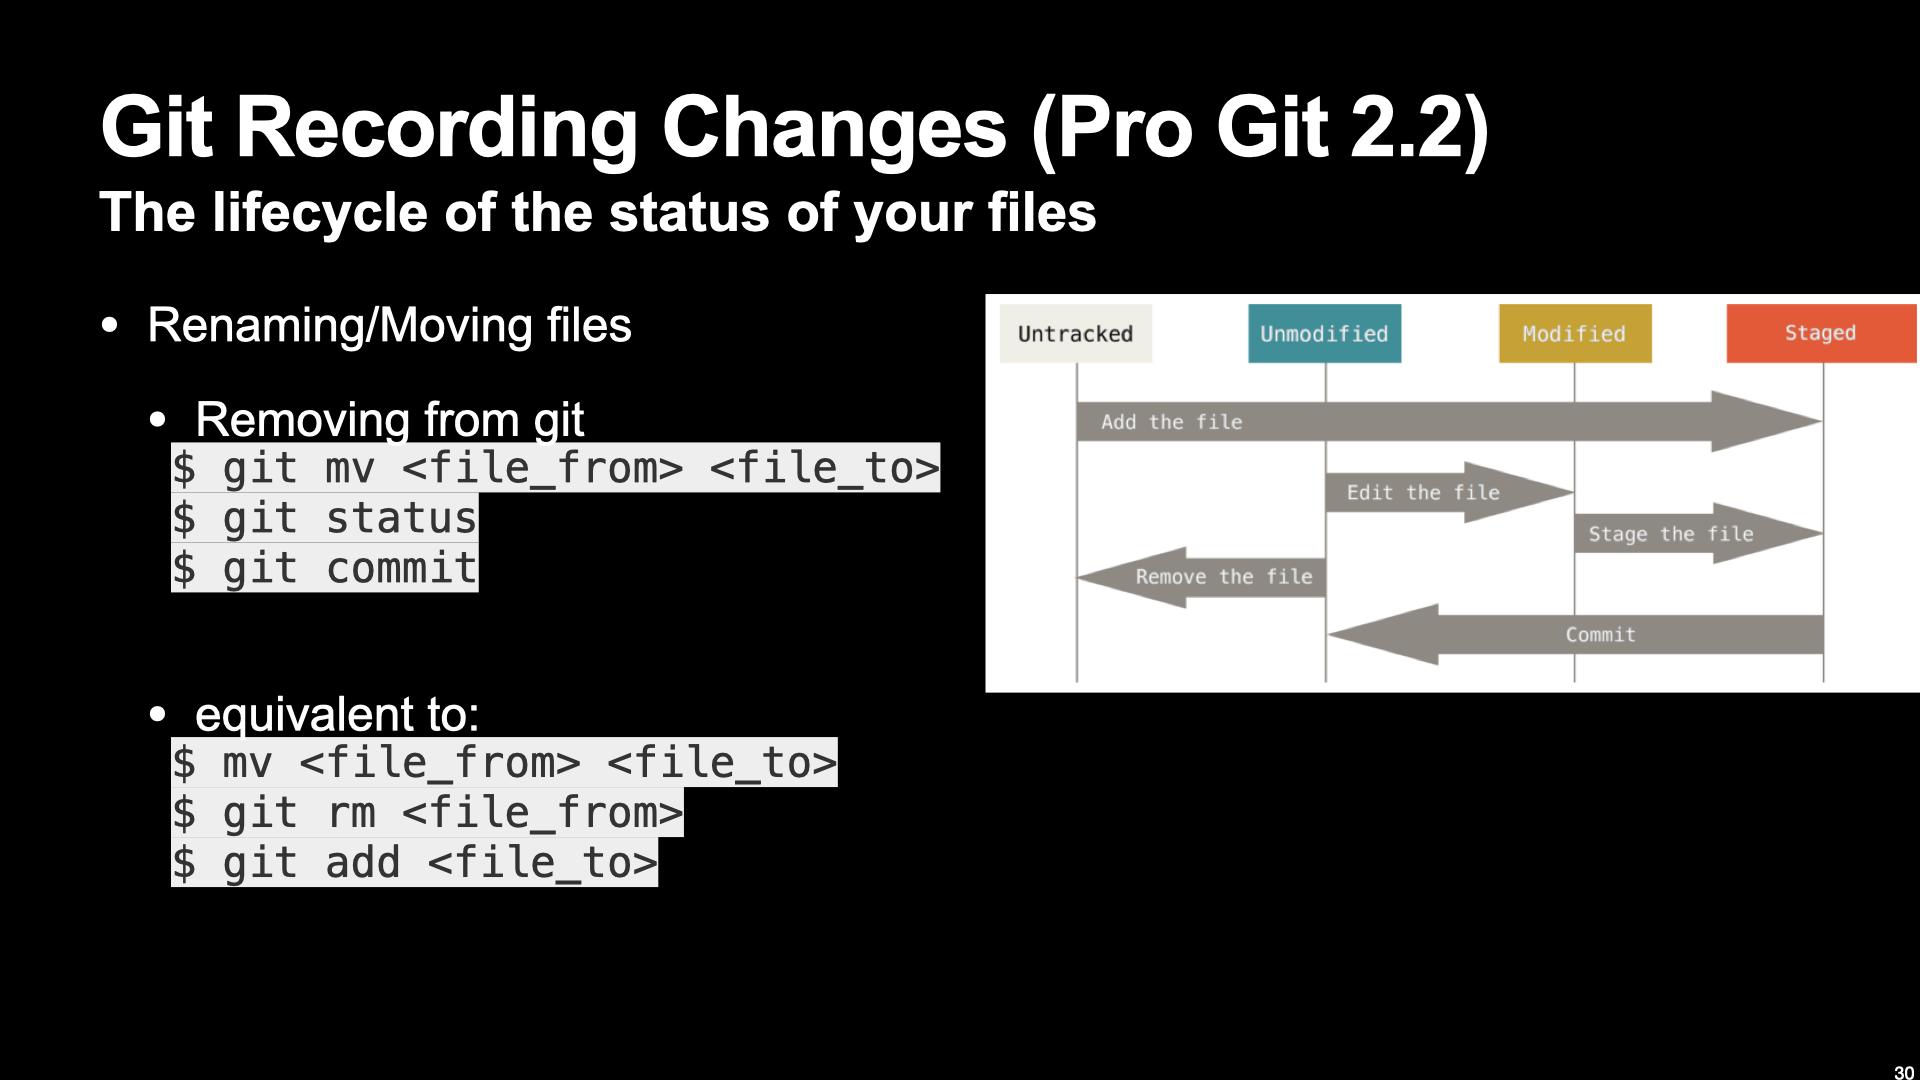 Git Recording Changes (Pro Git 2.2)
The lifecycle of the status of your files
• Renaming/Moving files
• Removing from git
$ git mv <file_from> <file_to>
$ git status
$ git commit
• equivalent to:
$ mv <file_from> <file_to>
$ git rm <file_from>
$ git add <file_to>
Untracked Unmodified Modified Staged
Add the file
Edit the file
Stage the file
Remove the file
Commit
30